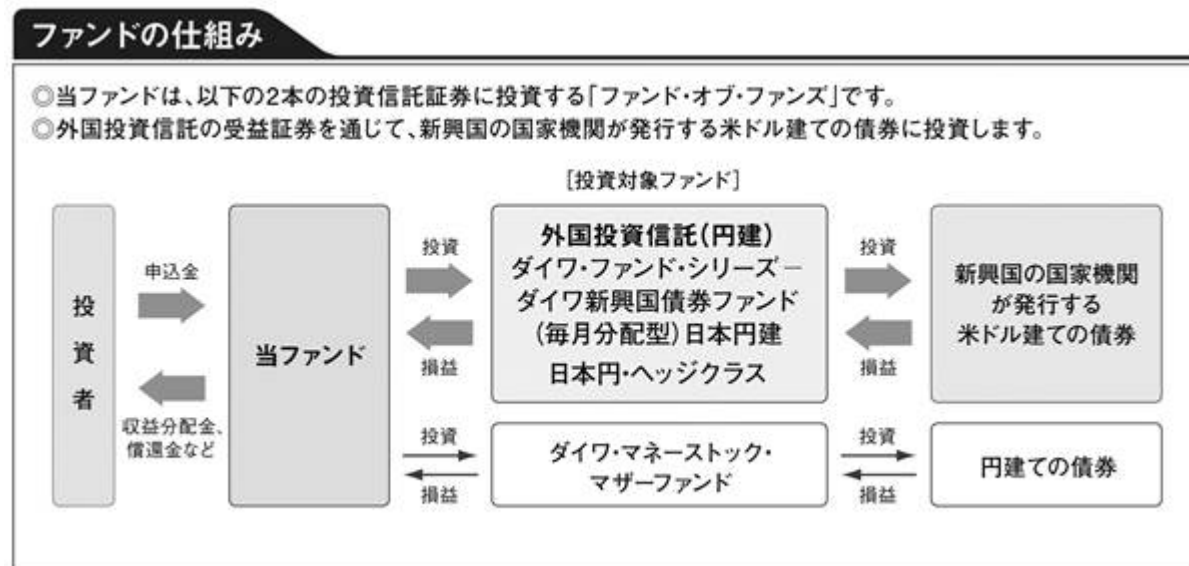 ファンドの仕組み
◎当ファンドは、以下の2本の投資信託証券に投資する「ファンド・オブ・ファンズ」です。
◎外国投資信託の受益証券を通じて、新興国の国家機関が発行する米ドル建ての債券に投資します。
[投資対象ファンド]
投資者
申込金
収益分配金、
償還金など
当ファンド
投資
損益
外国投資信託(円建)
ダイワ・ファンド・シリーズ－
ダイワ新興国債券ファンド
(毎月分配型)日本円建
日本円・ヘッジクラス
投資
損益
新興国の国家機関
が発行する
米ドル建ての債券
投資
損益
ダイワ・マネーストック・
マザーファンド
投資
損益
円建ての債券